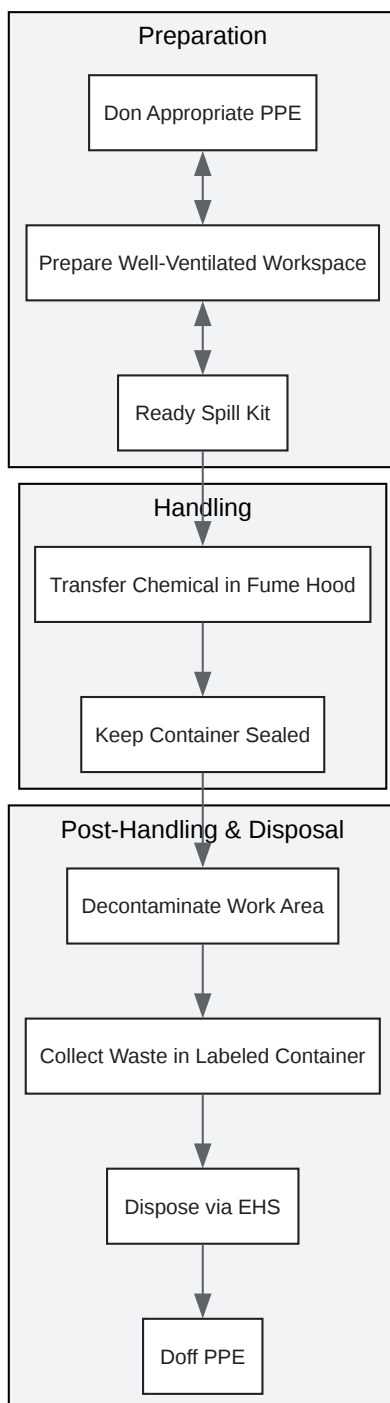 Preparation
Don Appropriate PPE
Prepare Well-Ventilated Workspace
Ready Spill Kit
Handling
Transfer Chemical in Fume Hood
Keep Container Sealed
Post-Handling & Disposal
Decontaminate Work Area
Collect Waste in Labeled Container
Dispose via EHS
Doff PPE